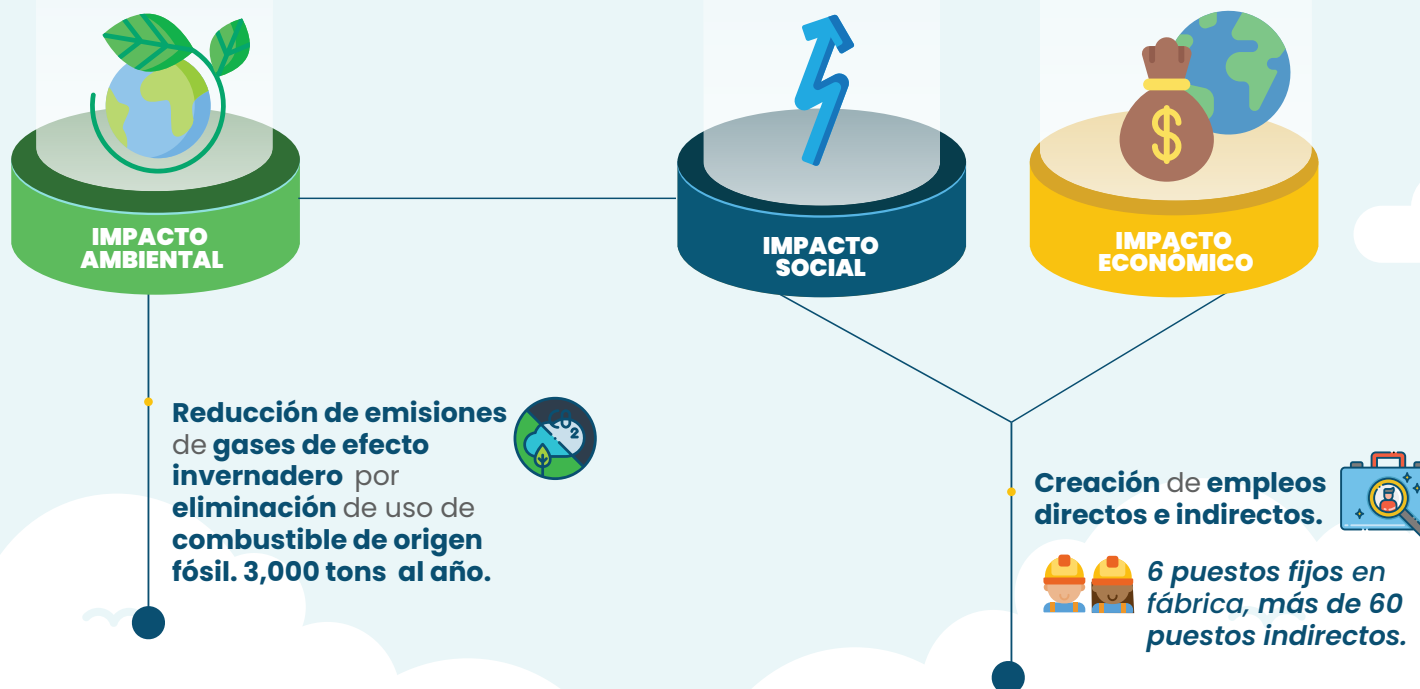 IMPACTO
AMBIENTAL
IMPACTO
SOCIAL
IMPACTO
ECONÓMICO
Reducción de emisiones
de gases de efecto
invernadero por
eliminación de uso de
combustible de origen
fósil. 3,000 tons al año.
CO2
Creación de empleos
directos e indirectos.
6 puestos fijos en
fábrica, más de 60
puestos indirectos.